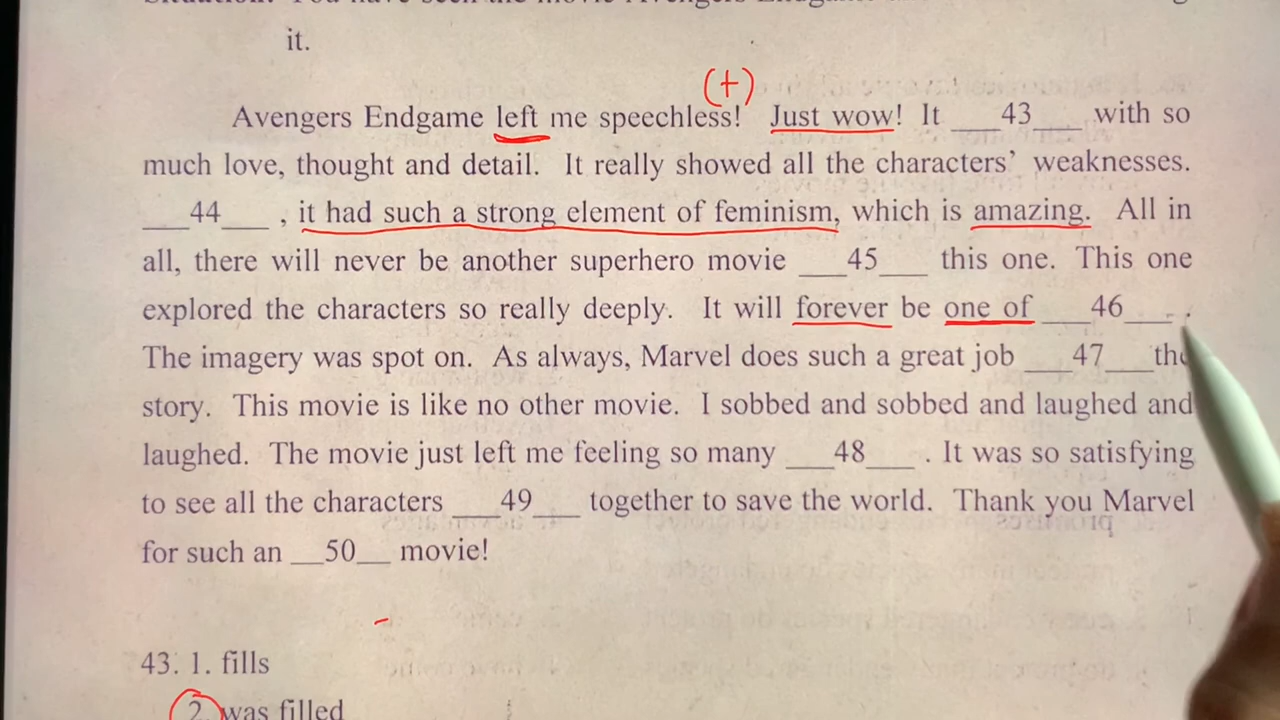 it.
(+)
Avengers Endgame left me speechless! Just wow! It ___43___ with so
much love, thought and detail. It really showed all the characters' weaknesses.
___44___ , it had such a strong element of feminism, which is amazing. All in
all, there will never be another superhero movie ___45___ this one. This one
explored the characters so really deeply. It will forever be one of ___46___ .
The imagery was spot on. As always, Marvel does such a great job ___47___ the
story. This movie is like no other movie. I sobbed and sobbed and laughed and
laughed. The movie just left me feeling so many ___48___ . It was so satisfying
to see all the characters ___49___ together to save the world. Thank you Marvel
for such an __50__ movie!
43. 1. fills
2. was filled